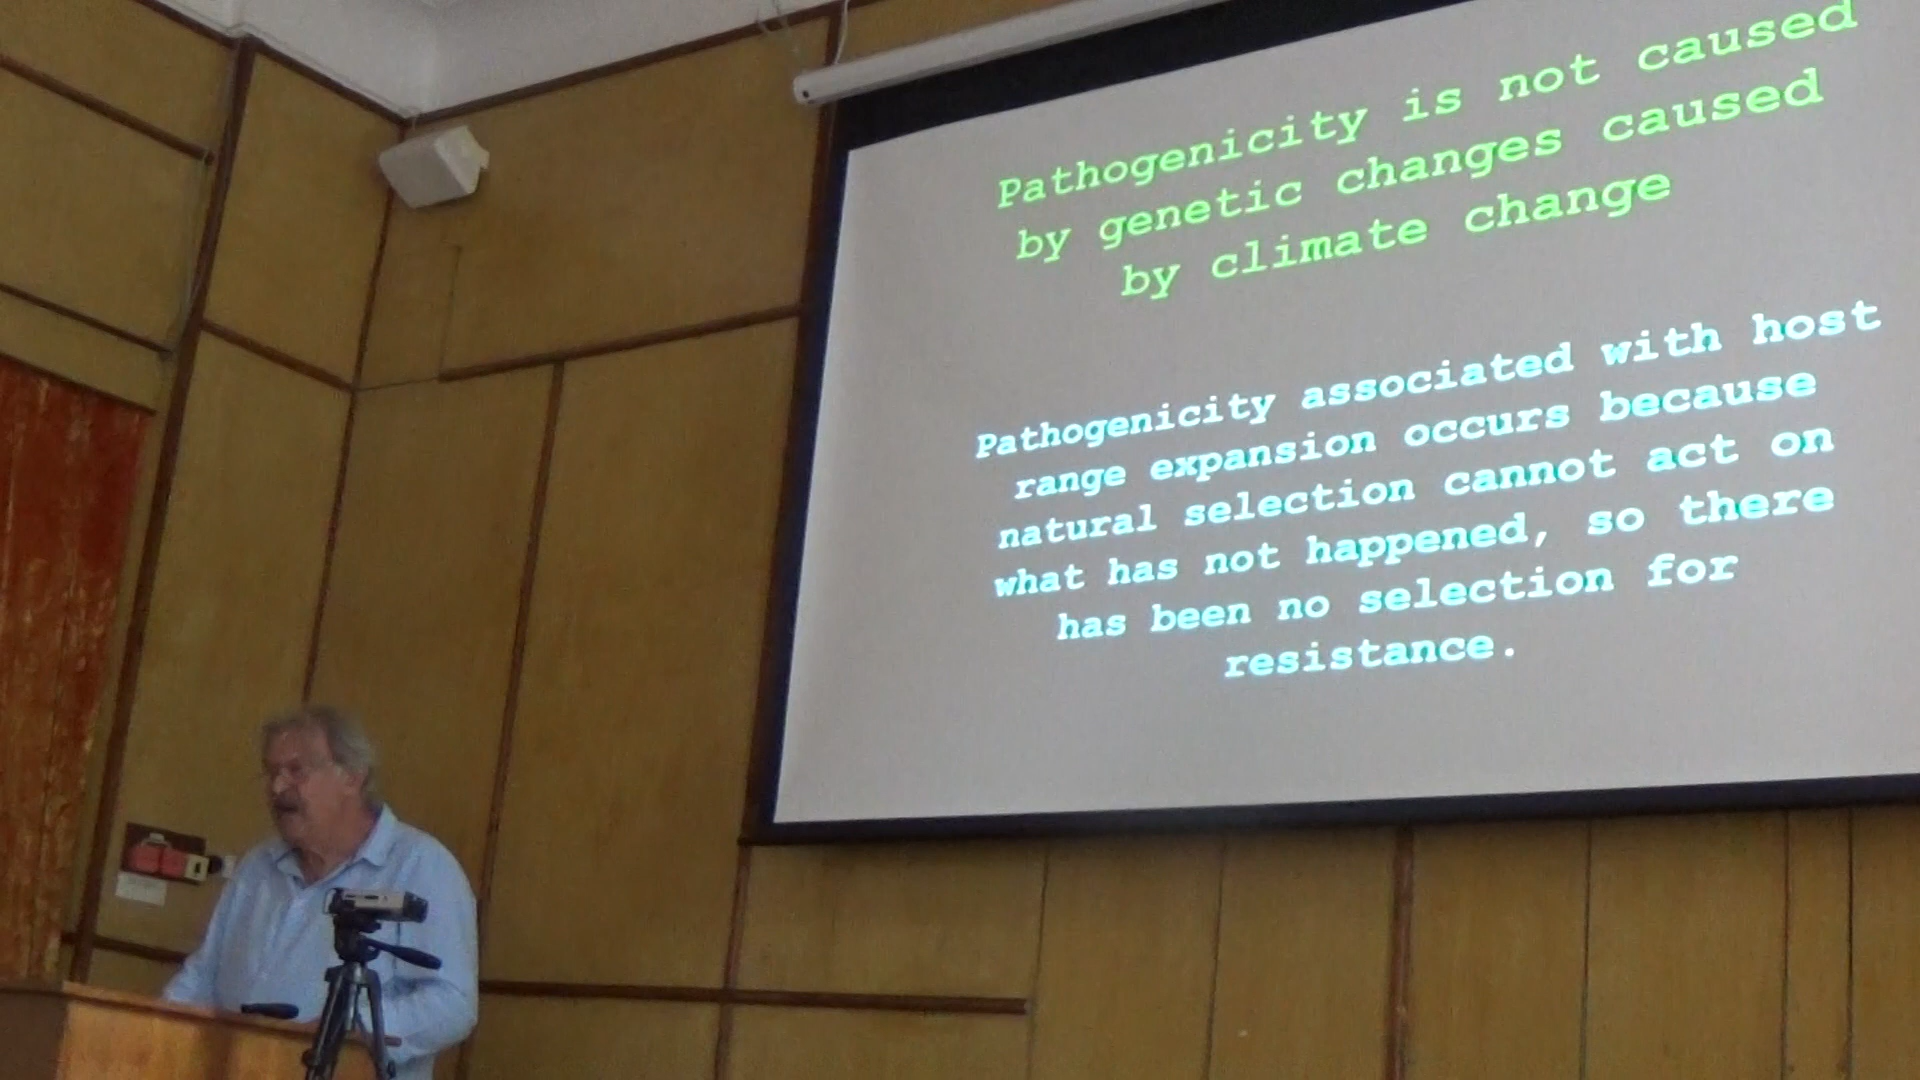 Pathogenicity is not caused
by genetic changes caused
by climate change
Pathogenicity associated with host
range expansion occurs because
natural selection cannot act on
what has not happened, so there
has been no selection for
resistance.